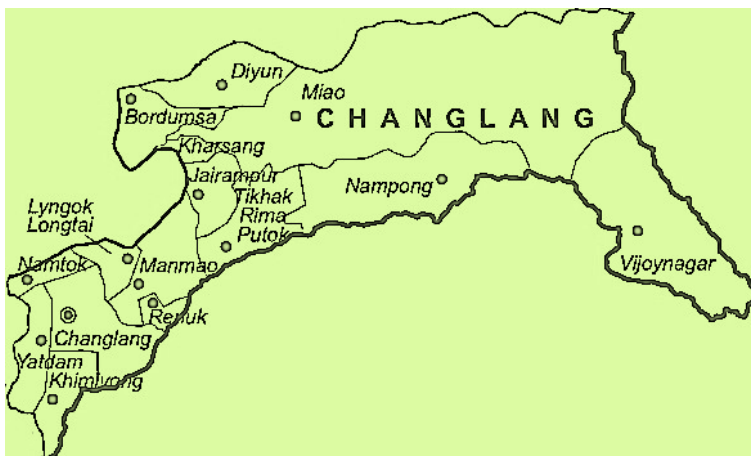 Diyun
Miao
Bordumsa
CHANGLANG
Kharsang
Jairampur
Tikhak
Rima
Putok
Nampong
Lyngok
Longtai
Namtok
Manmao
Vijoynagar
Renuk
Changlang
Yatdam
Khimiyong